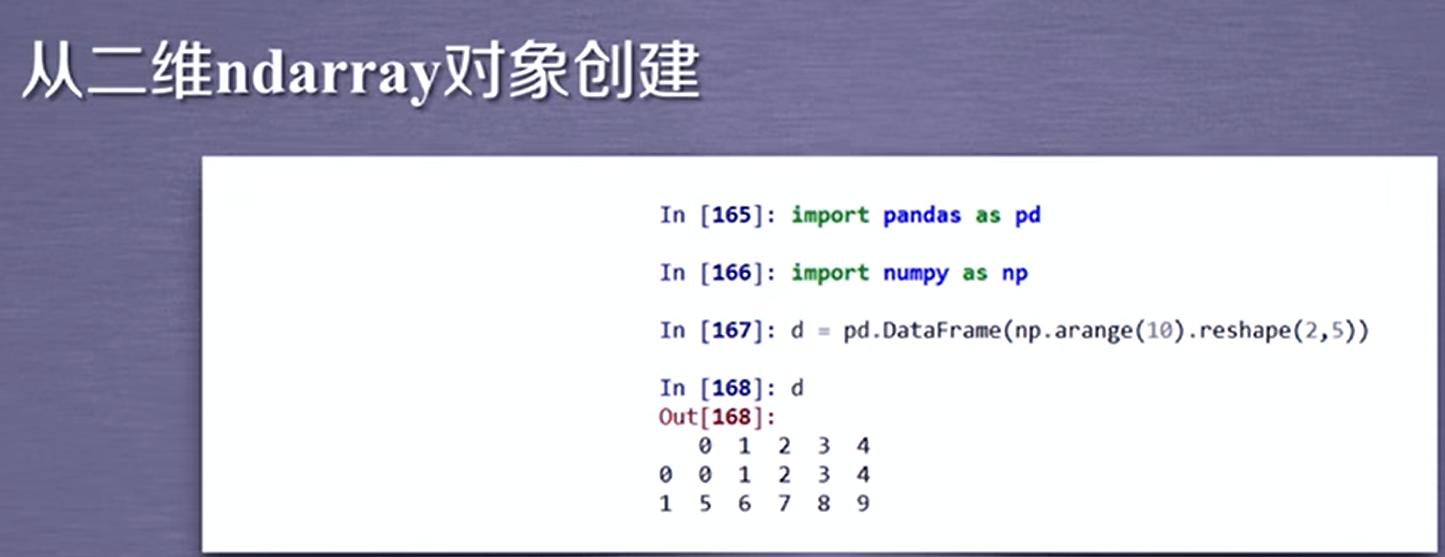 从二维ndarray对象创建
In [165]: import pandas as pd
In [166]: import numpy as np
In [167]: d = pd.DataFrame(np.arange(10).reshape(2,5))
In [168]: d
Out[168]:
   0  1  2  3  4
0  0  1  2  3  4
1  5  6  7  8  9